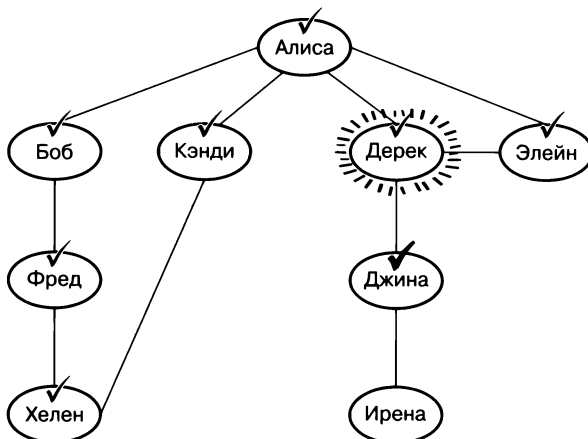 Алиса
Боб
Кэнди
Дерек
Элейн
Фред
Джина
Хелен
Ирена